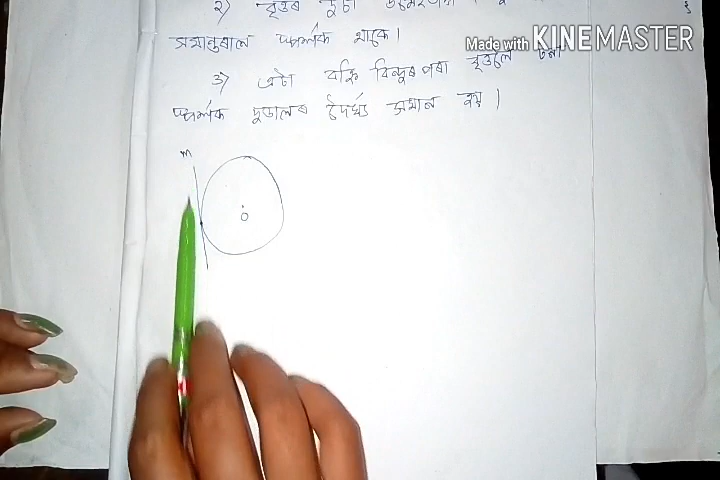 ২) বৃত্তৰ দুটা
সমান্তৰাল স্পৰ্শক থাকে।
Made with KINEMASTER
৩) এটা বহিঃ বিন্দুৰ পৰা বৃত্তলৈ টনা
স্পৰ্শক দুডালৰ দৈৰ্ঘ্য সমান হয়।
m
O